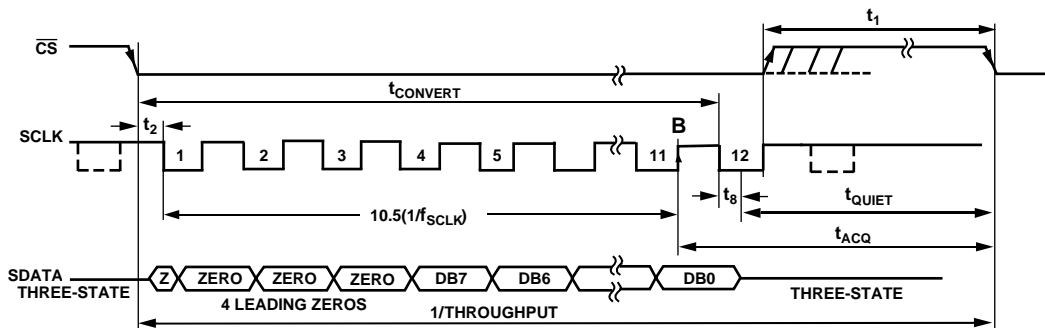 t1
CS
tCONVERT
t2
B
SCLK
1 2 3 4 5 11 12
t8
10.5(1/fSCLK)
tQUIET
tACQ
SDATA
Z ZERO ZERO ZERO DB7 DB6 DB0
THREE-STATE
THREE-STATE
4 LEADING ZEROS
1/THROUGHPUT